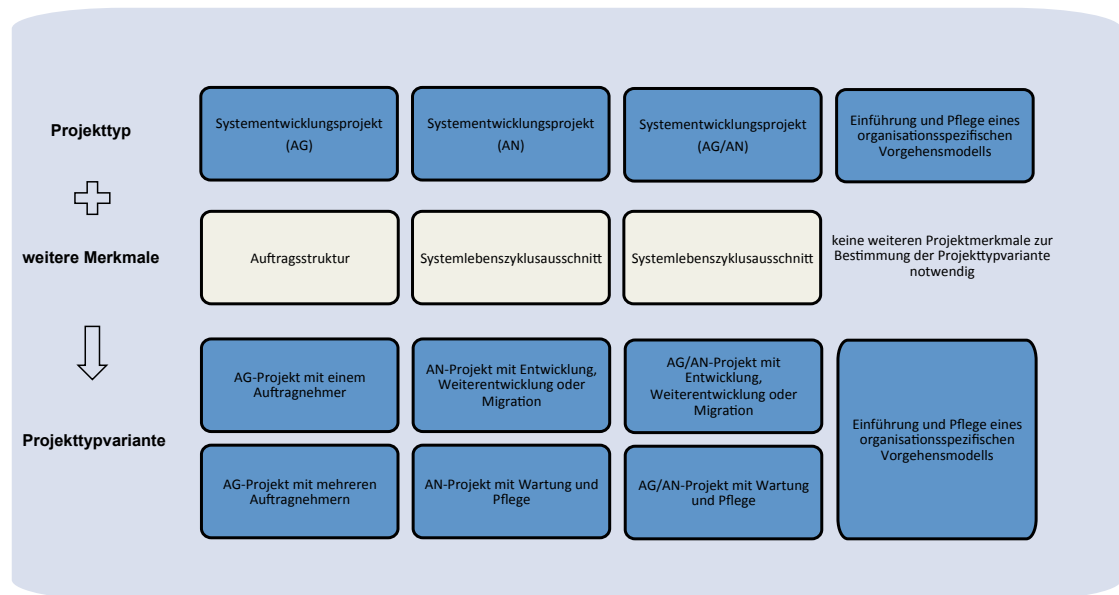 Projekttyp
Systementwicklungsprojekt
(AG)
Systementwicklungsprojekt
(AN)
Systementwicklungsprojekt
(AG/AN)
Einführung und Pflege eines
organisationsspezifischen
Vorgehensmodells
weitere Merkmale
Auftragsstruktur
Systemlebenszyklusausschnitt
Systemlebenszyklusausschnitt
keine weiteren Projektmerkmale zur
Bestimmung der Projekttypvariante
notwendig
Projekttypvariante
AG-Projekt mit einem
Auftragnehmer
AN-Projekt mit Entwicklung,
Weiterentwicklung oder
Migration
AG/AN-Projekt mit
Entwicklung,
Weiterentwicklung oder
Migration
Einführung und Pflege eines
organisationsspezifischen
Vorgehensmodells
AG-Projekt mit mehreren
Auftragnehmern
AN-Projekt mit Wartung und
Pflege
AG/AN-Projekt mit Wartung
und Pflege